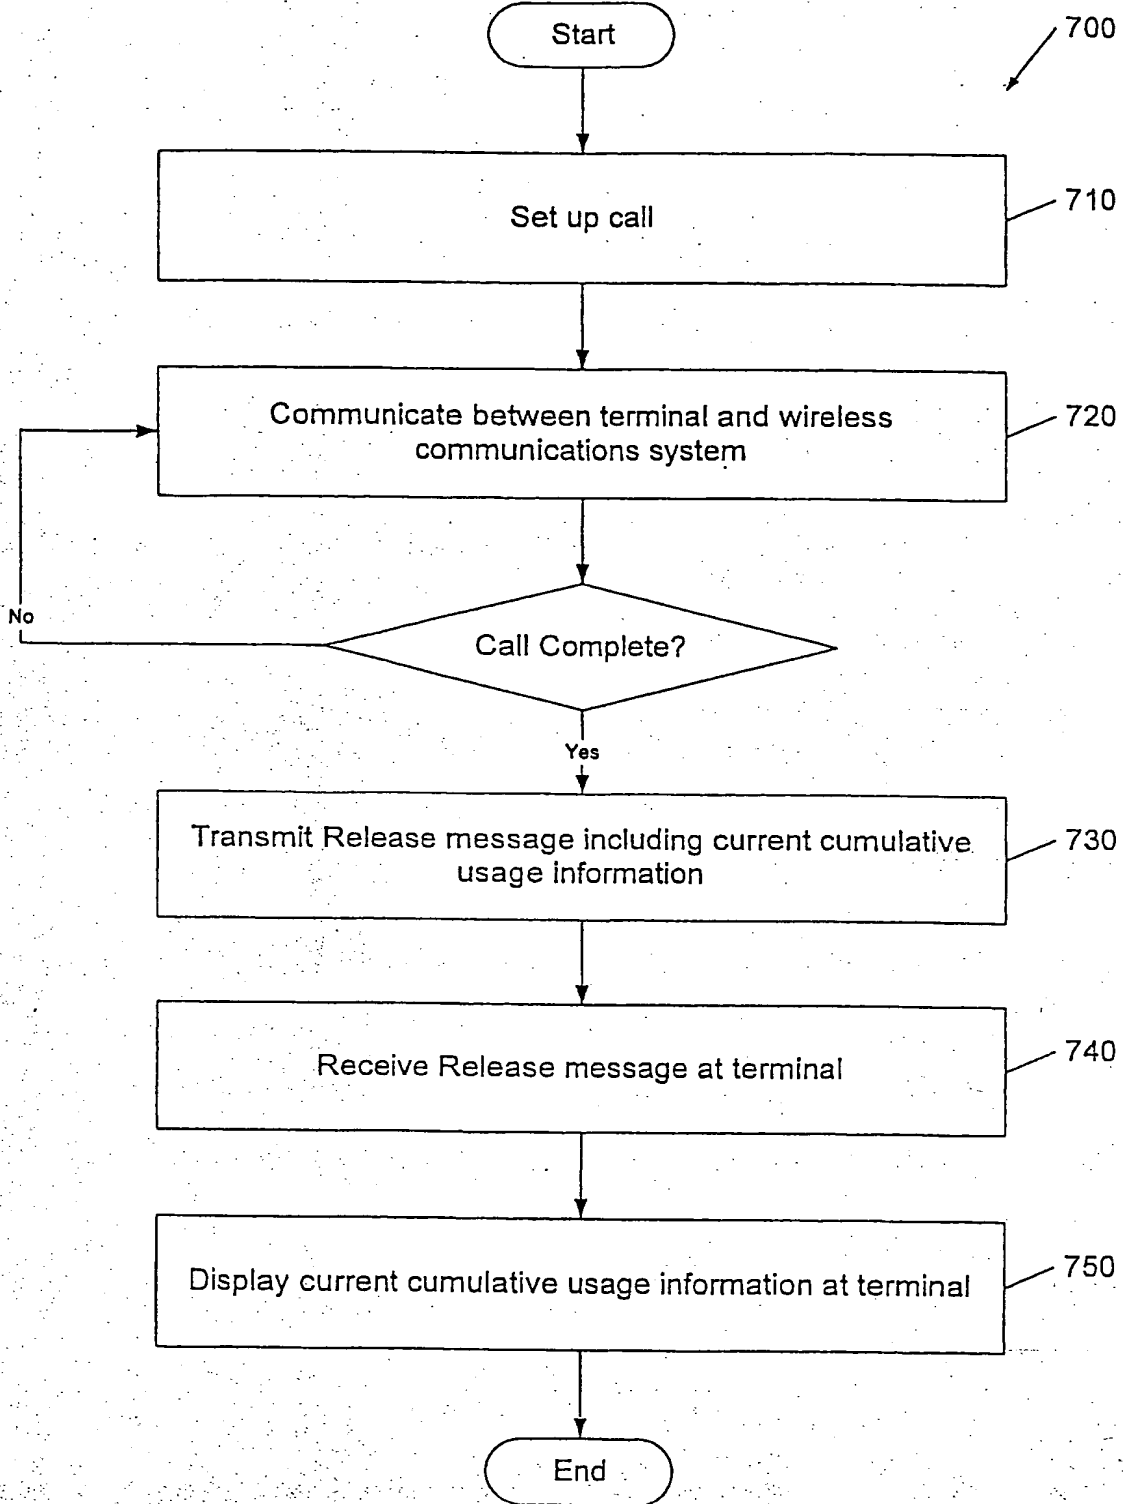 Start
700
Set up call
710
Communicate between terminal and wireless
communications system
720
No
Call Complete?
Yes
Transmit Release message including current cumulative
usage information
730
Receive Release message at terminal
740
Display current cumulative usage information at terminal
750
End